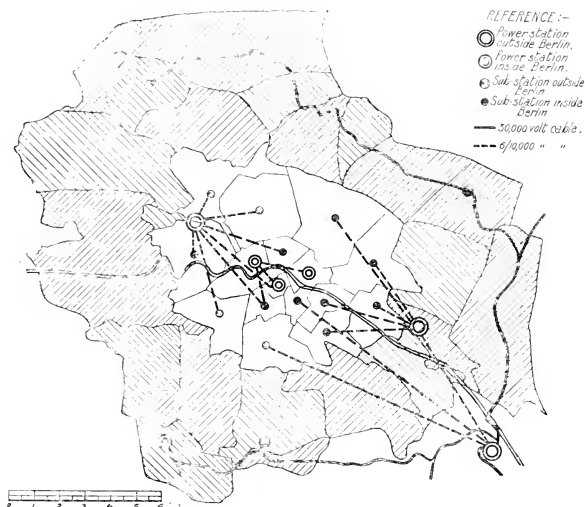 REFERENCE:-
Power station
outside Berlin.
Power station
inside Berlin.
Sub-station outside
Berlin
Sub-station inside
Berlin
30,000 volt cable.
6/10,000 " "
0 1 2 3 4 5 6